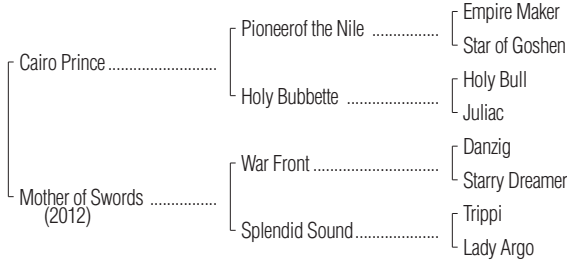 Empire Maker
Pioneerof the Nile ..................
Star of Goshen
Cairo Prince ..........................
Holy Bull
Holy Bubbette .........................
Juliac
Danzig
War Front ..................................
Starry Dreamer
Mother of Swords ................
(2012)
Trippi
Splendid Sound.......................
Lady Argo